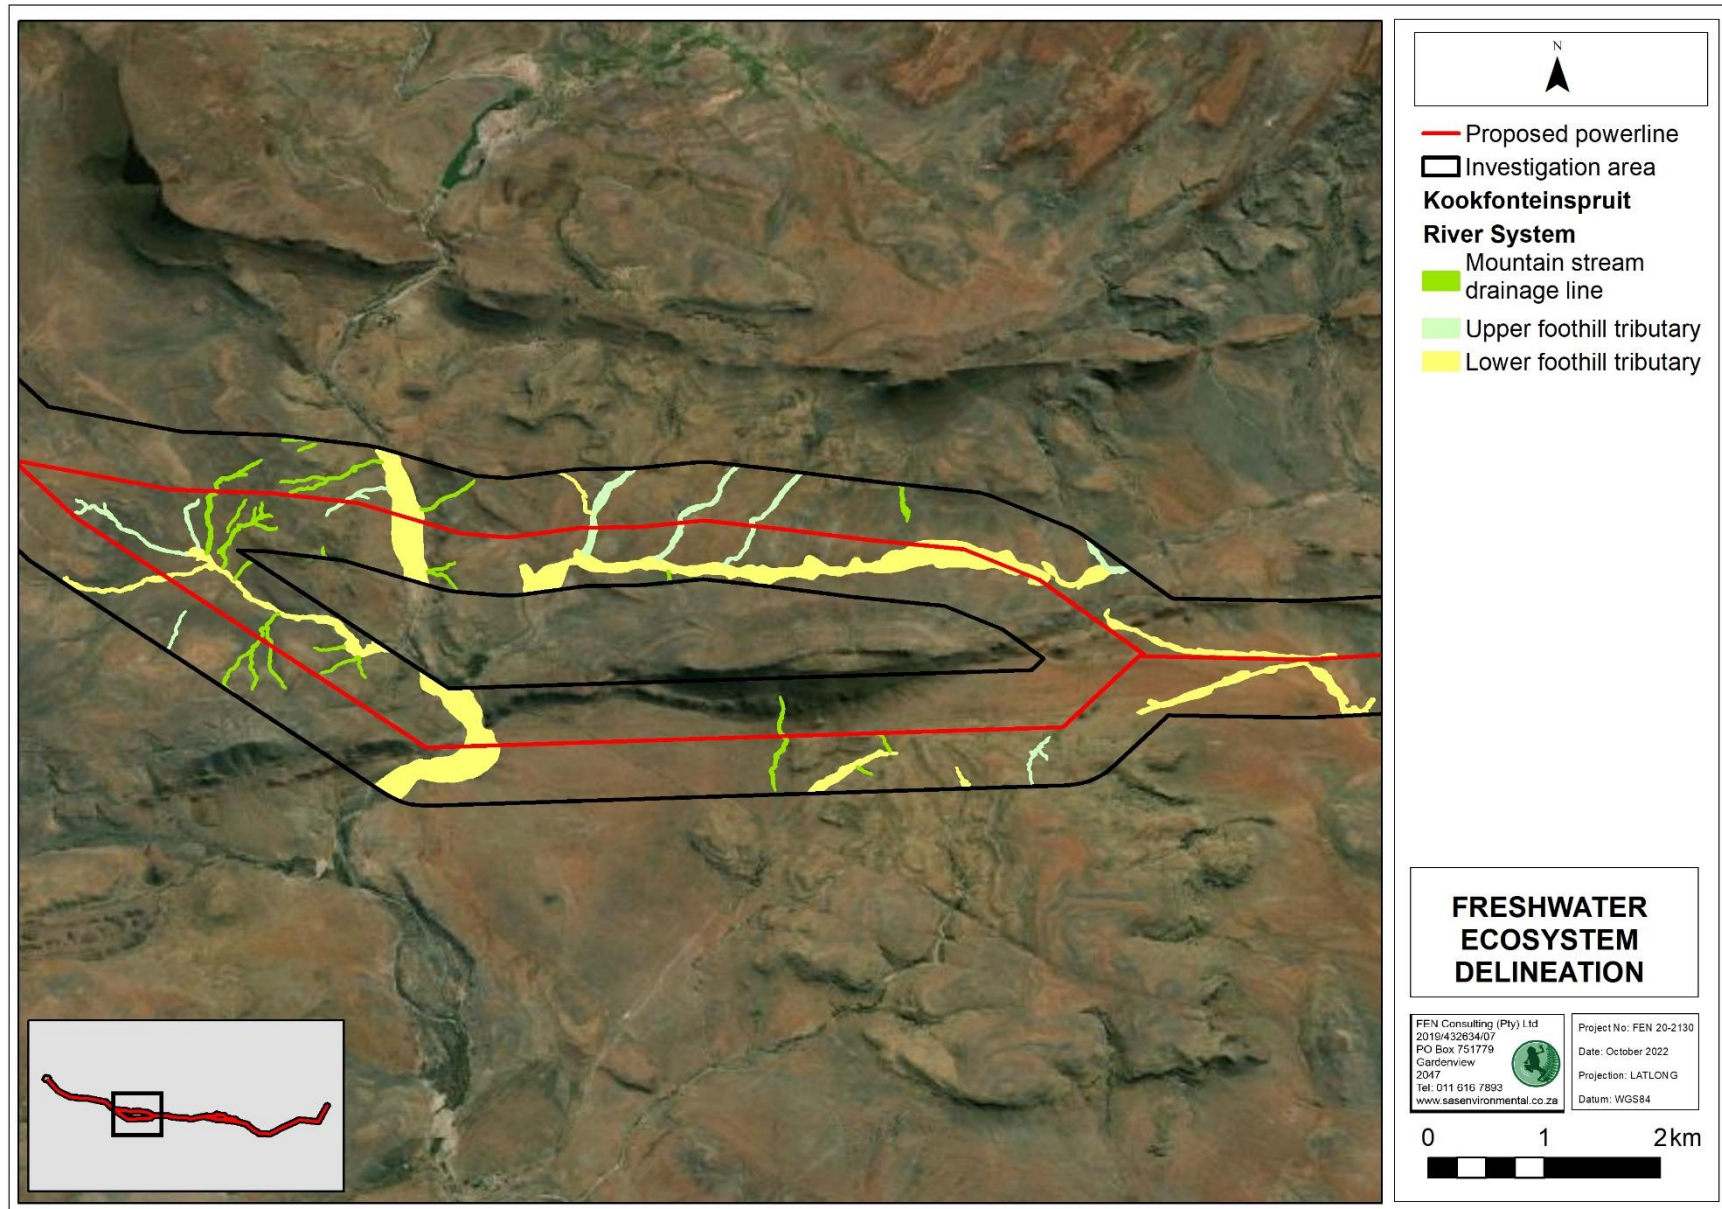 N
Proposed powerline
Investigation area
Kookfonteinspruit
River System
Mountain stream
drainage line
Upper foothill tributary
Lower foothill tributary
FRESHWATER
ECOSYSTEM
DELINEATION
FEN Consulting (Pty) Ltd
2019/432634/07
PO Box 751779
Gardenview
2047
Tel: 011 616 7893
www.sasenvironmental.co.za
Project No: FEN 20-2130
Date: October 2022
Projection: LATLONG
Datum: WGS84
0 1 2km